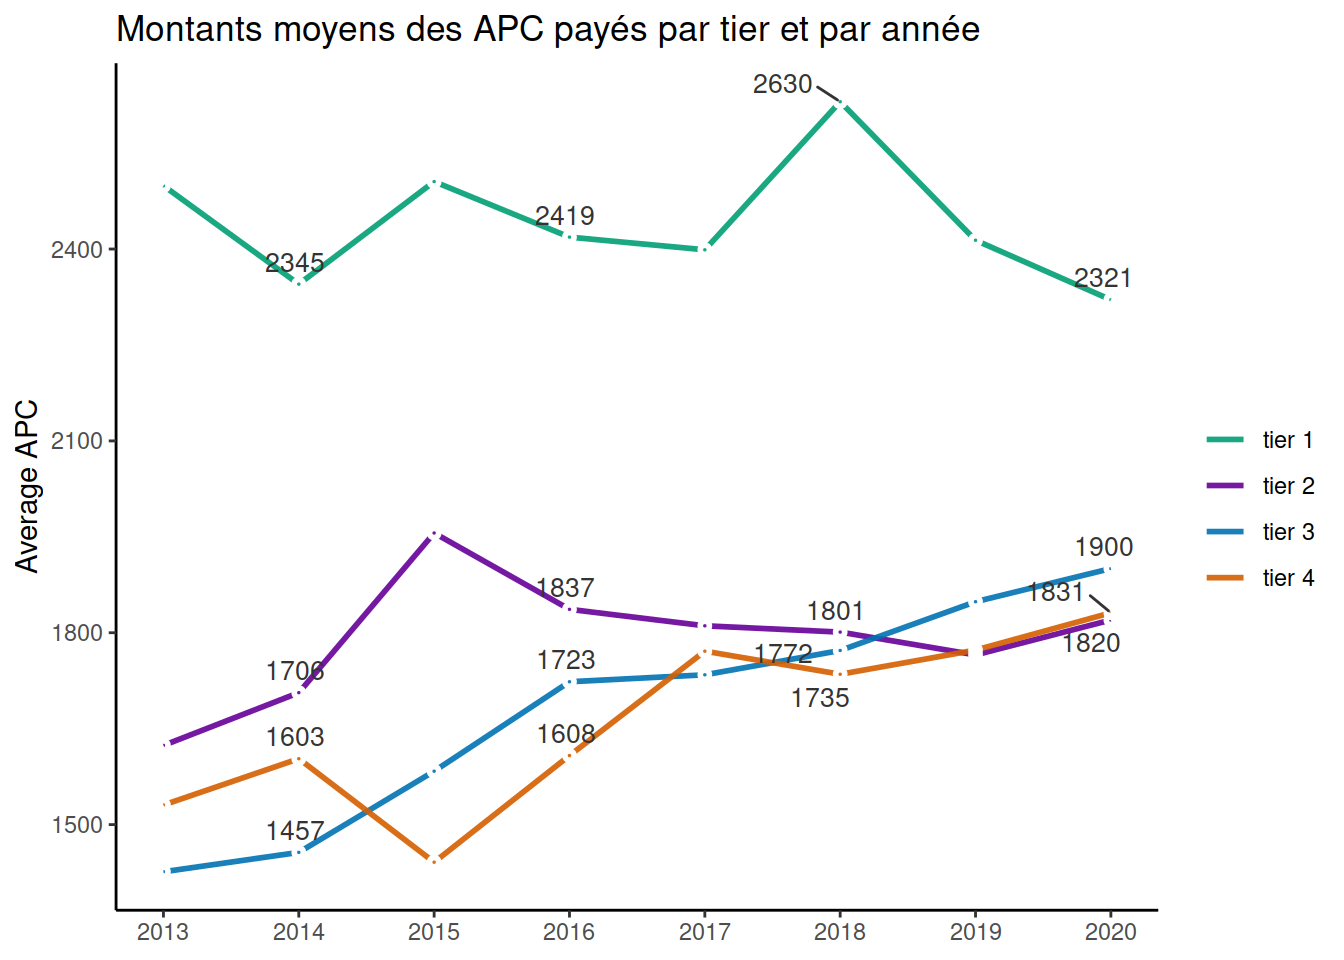 Montants moyens des APC payés par tier et par année
Average APC
2400
2100
1800
1500
2630
2419
2345
2321
1900
1831
1837
1801
1820
1706
1723
1772
1735
1603
1608
1457
2013 2014 2015 2016 2017 2018 2019 2020
tier 1
tier 2
tier 3
tier 4